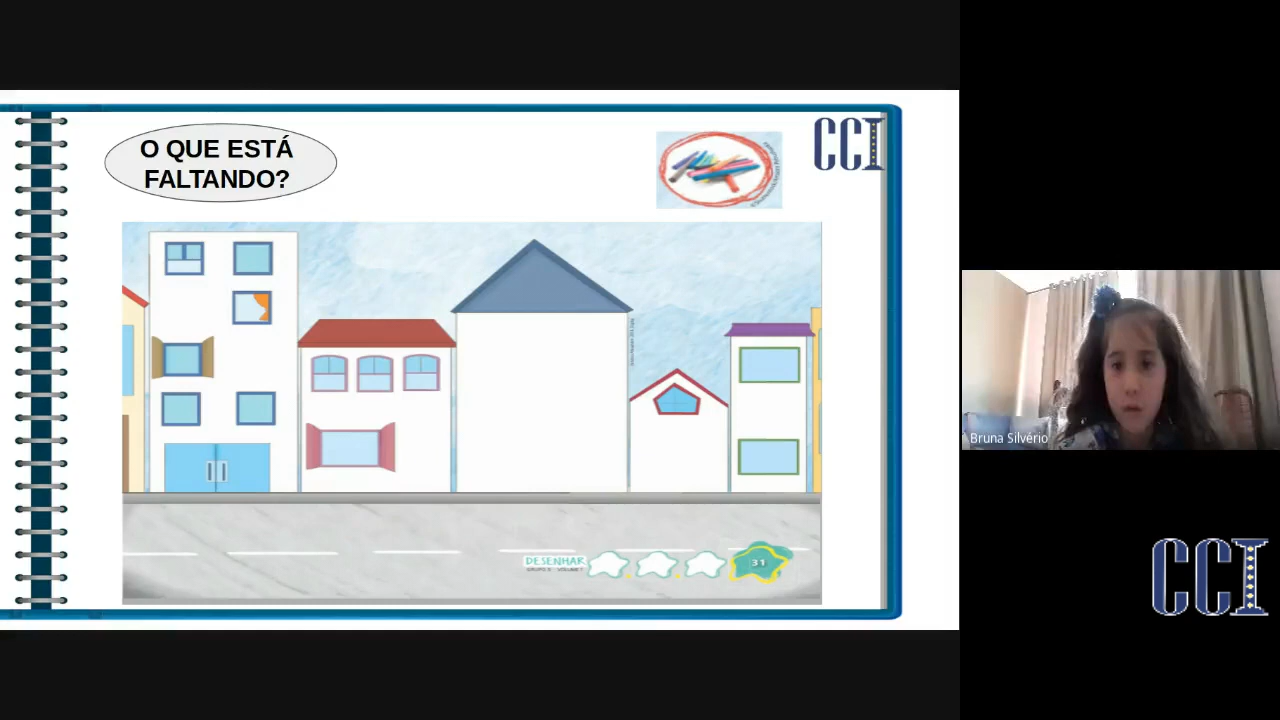 O QUE ESTÁ
FALTANDO?
CCI
DESENHAR
31
Bruna Silvério
CCI